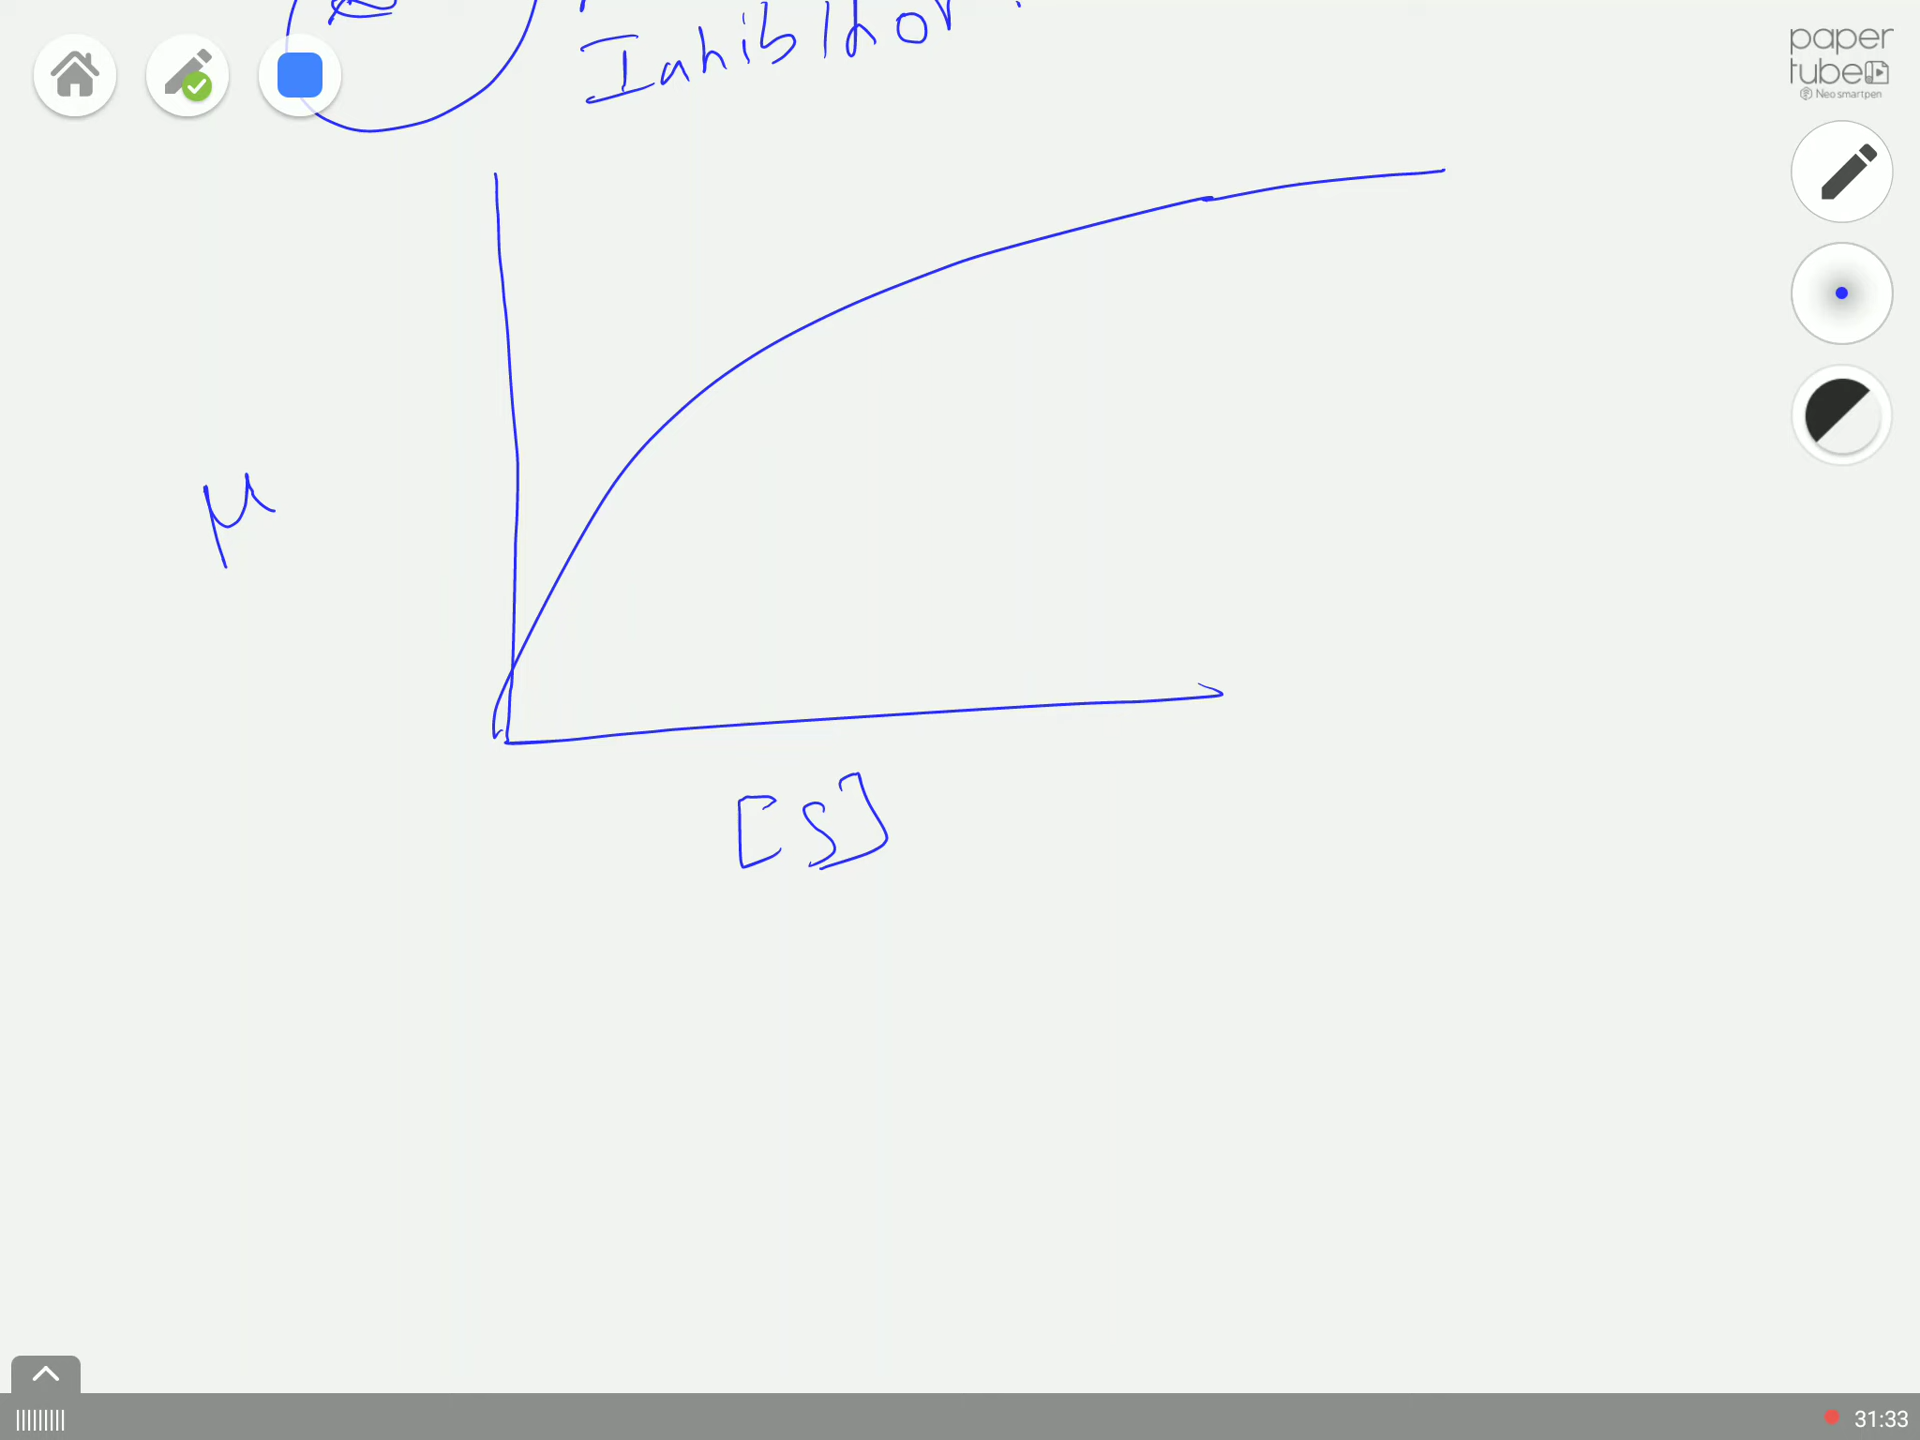 Inhibitor
paper
tube
Neo smartpen
μ
[S]
31:33